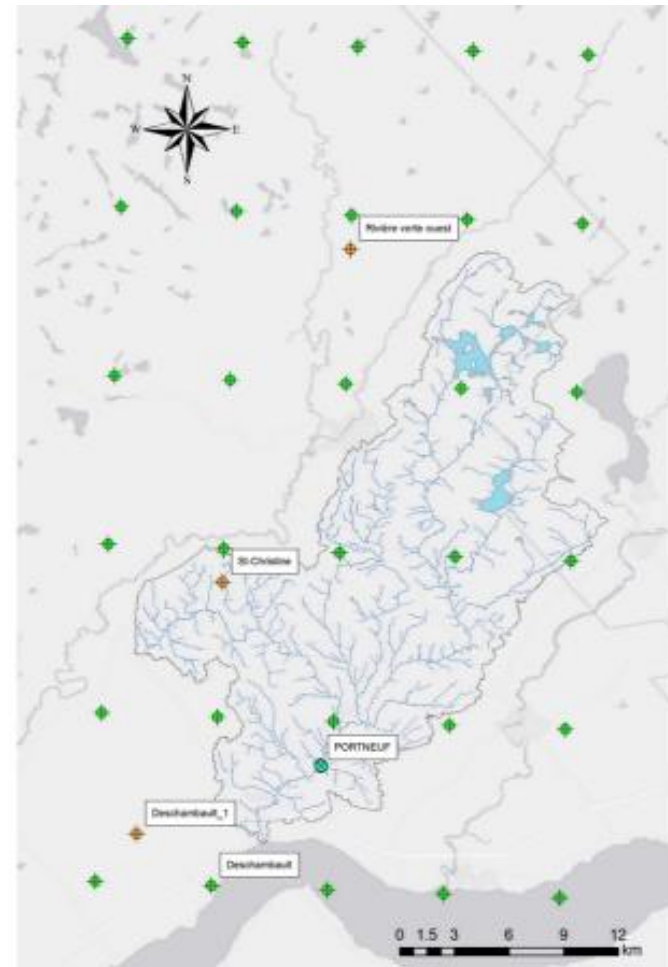 N
W E
S
Rivière verte ouest
St-Christine
PORTNEUF
Deschambault_1
Deschambault
0 1.5 3 6 9 12
km